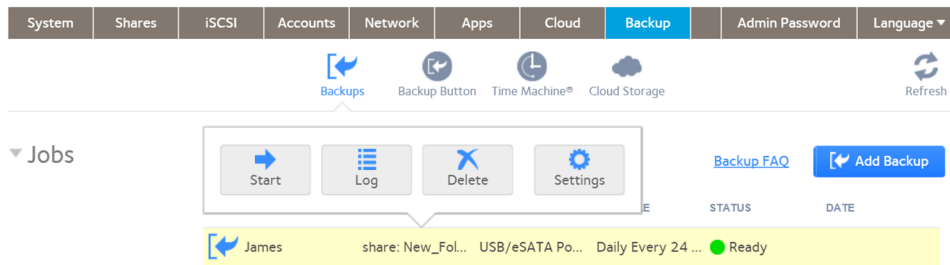 System Shares iSCSI Accounts Network Apps Cloud Backup Admin Password Language
Backups Backup Button Time Machine® Cloud Storage Refresh
Jobs
Start Log Delete Settings
Backup FAQ Add Backup
STATUS DATE
James share: New_Fol... USB/eSATA Po... Daily Every 24 ... Ready